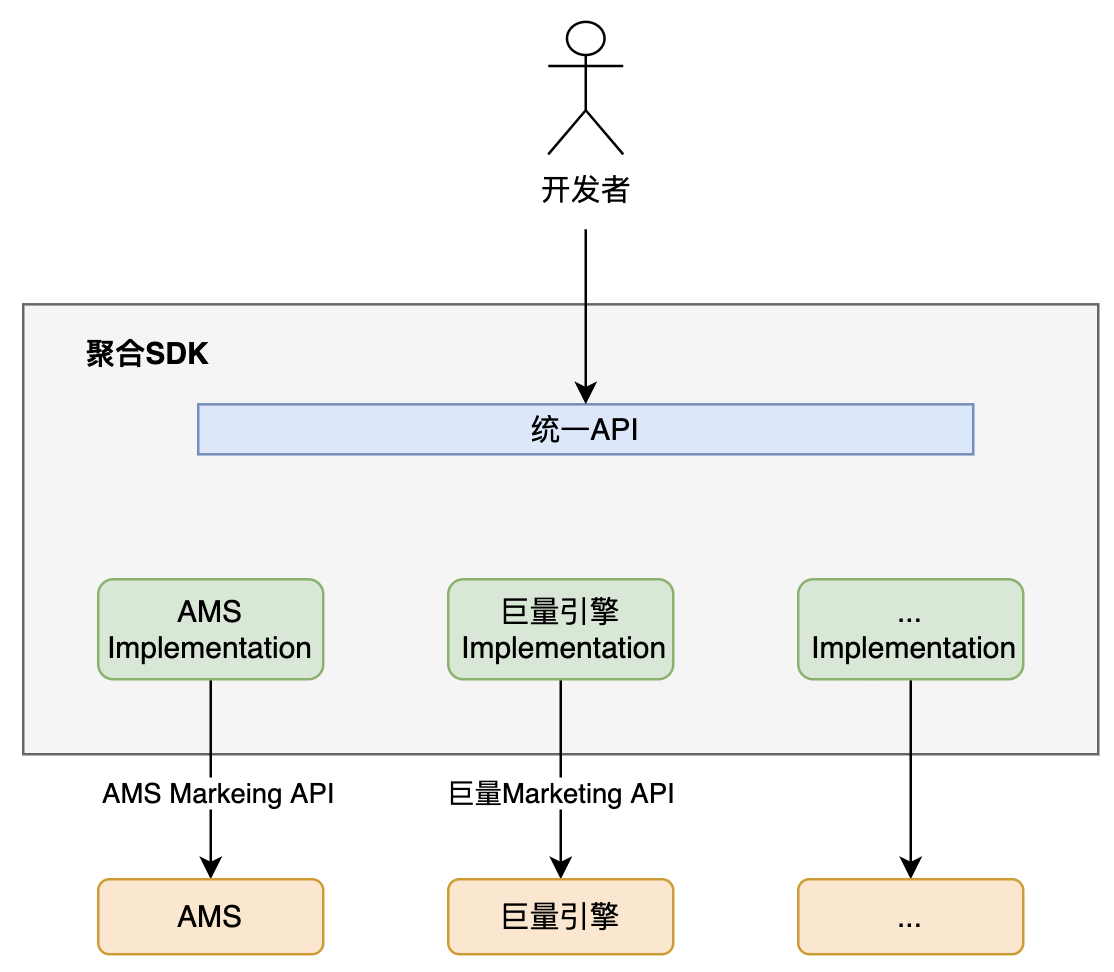 开发者
聚合SDK
统一API
AMS
Implementation
巨量引擎
Implementation
...
Implementation
AMS Markeing API
巨量Marketing API
AMS
巨量引擎
...